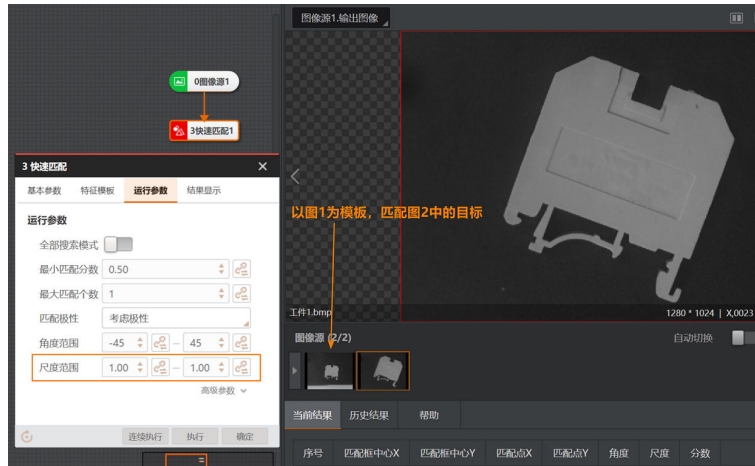 图像源1.输出图像
0图像源1
3快速匹配1
3 快速匹配
基本参数 特征模板 运行参数 结果显示
运行参数
全部搜索模式
最小匹配分数 0.50
最大匹配个数 1
匹配极性 考虑极性
角度范围 -45 – 45
尺度范围 1.00 – 1.00
高级参数
连续执行 执行 确定
以图1为模板，匹配图2中的目标
工件1.bmp 1280 * 1024 | X,0023
图像源 (2/2) 自动切换
当前结果 历史结果 帮助
序号 匹配框中心X 匹配框中心Y 匹配点X 匹配点Y 角度 尺度 分数